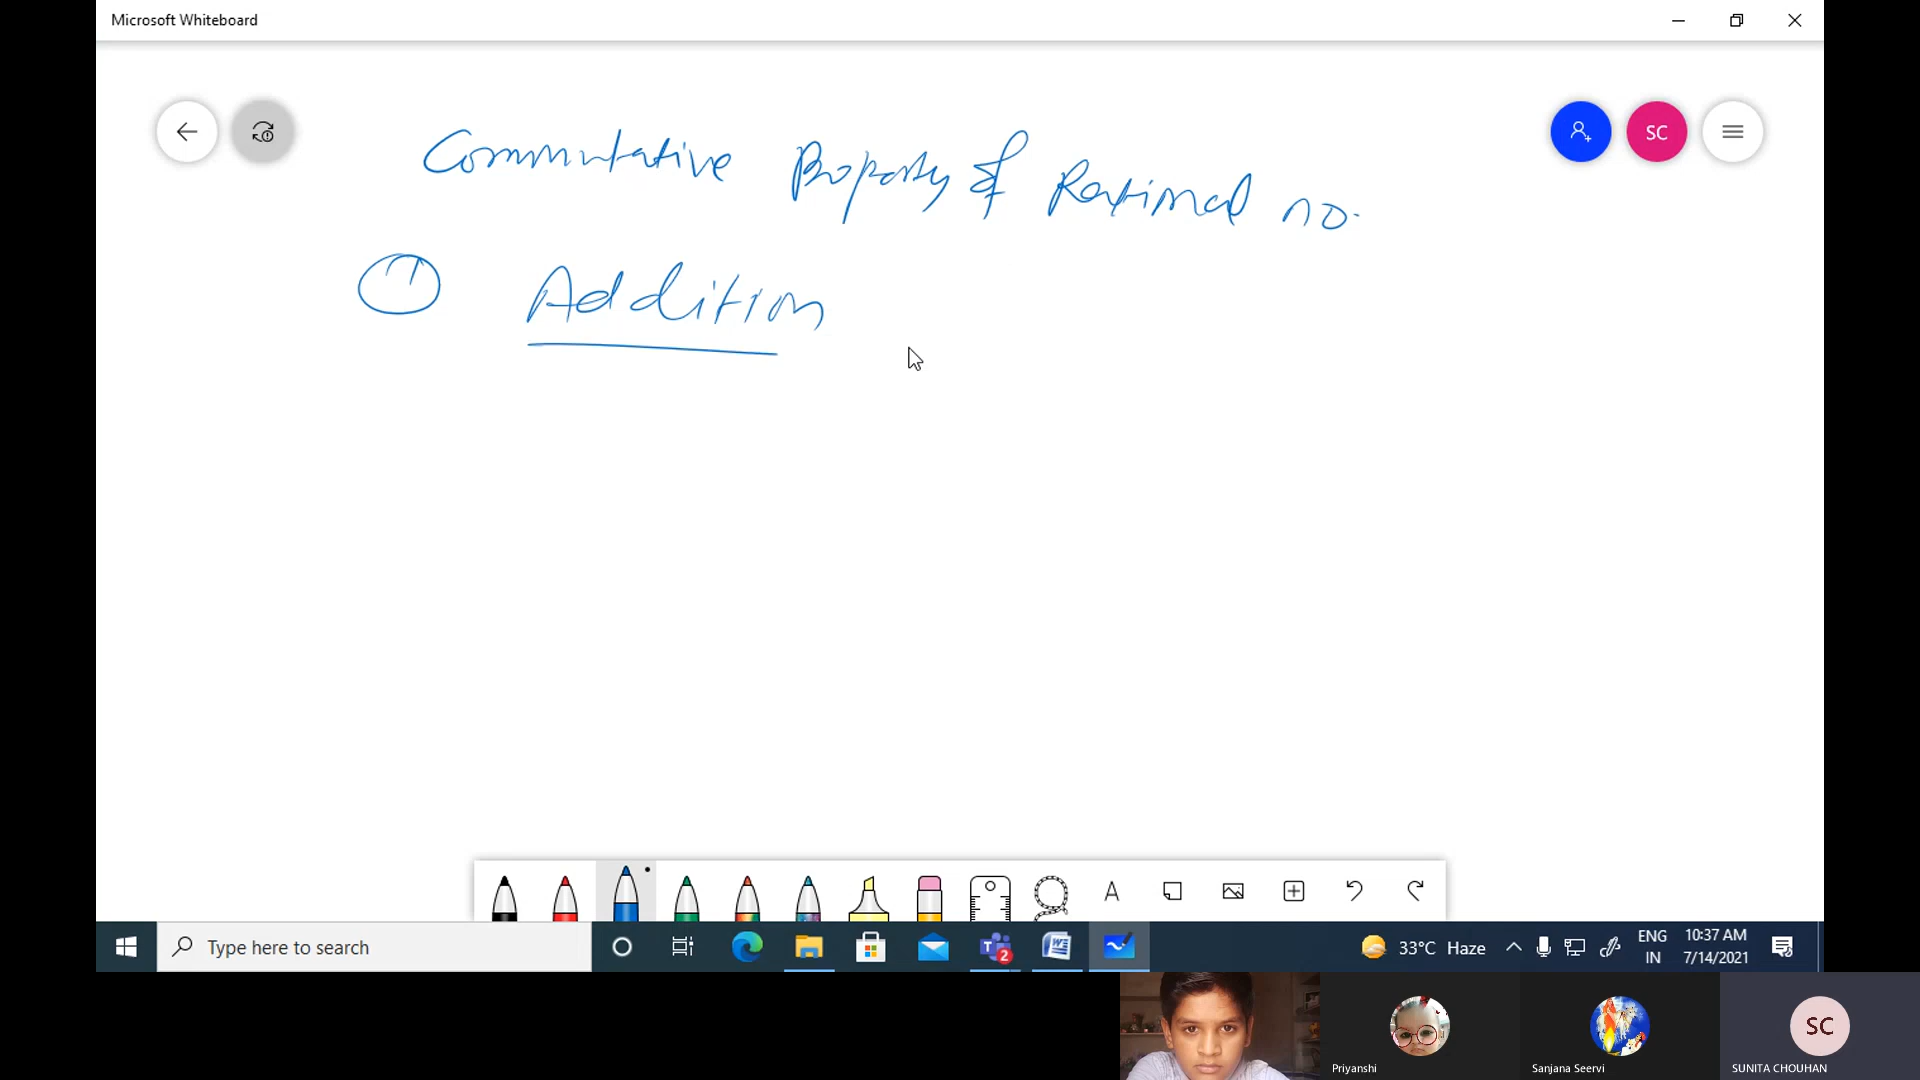 Microsoft Whiteboard
SC
Commutative Property of Rational no.
1 Addition
A
Type here to search
2
33°C Haze
ENG
IN
10:37 AM
7/14/2021
Priyanshi
Sanjana Seervi
SC
SUNITA CHOUHAN